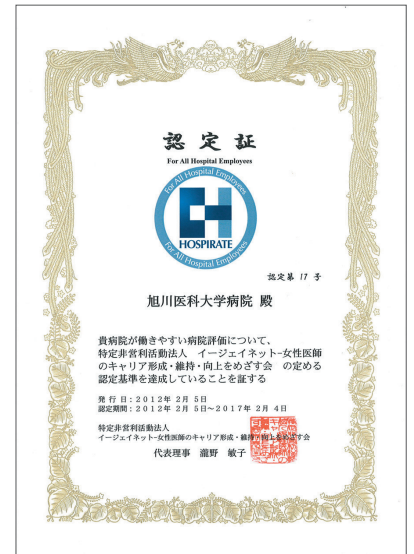 認定証
For All Hospital Employees
For All Hospital Employees
HOSPIRATE
For All Hospital Employees
認定第 17 号
旭川医科大学病院 殿
貴病院が働きやすい病院評価について、
特定非営利活動法人 イージェイネット-女性医師
のキャリア形成・維持・向上をめざす会 の定める
認定基準を達成していることを証する
発 行 日：2012年 2月 5日
認定期間：2012年 2月 5日～2017年 2月 4日
特定非営利活動法人
イージェイネット-女性医師のキャリア形成・維持・向上をめざす会
代表理事 瀧野 敏子